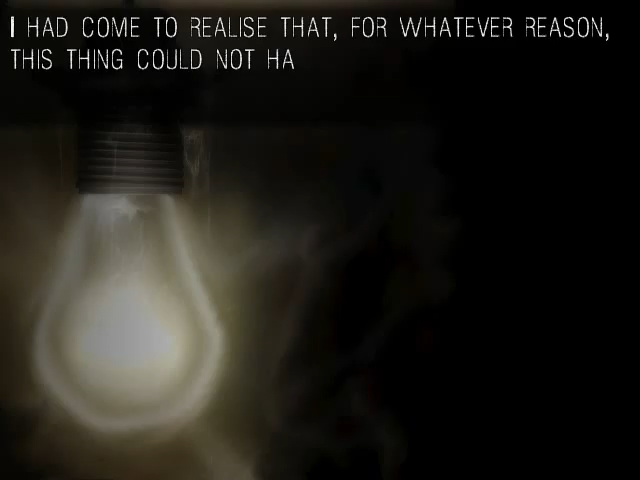 I HAD COME TO REALISE THAT, FOR WHATEVER REASON,
THIS THING COULD NOT HA